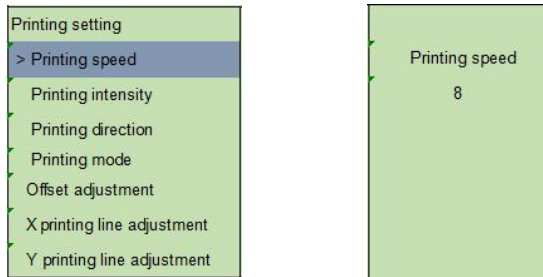 Printing setting
> Printing speed
Printing intensity
Printing direction
Printing mode
Offset adjustment
X printing line adjustment
Y printing line adjustment
Printing speed
8